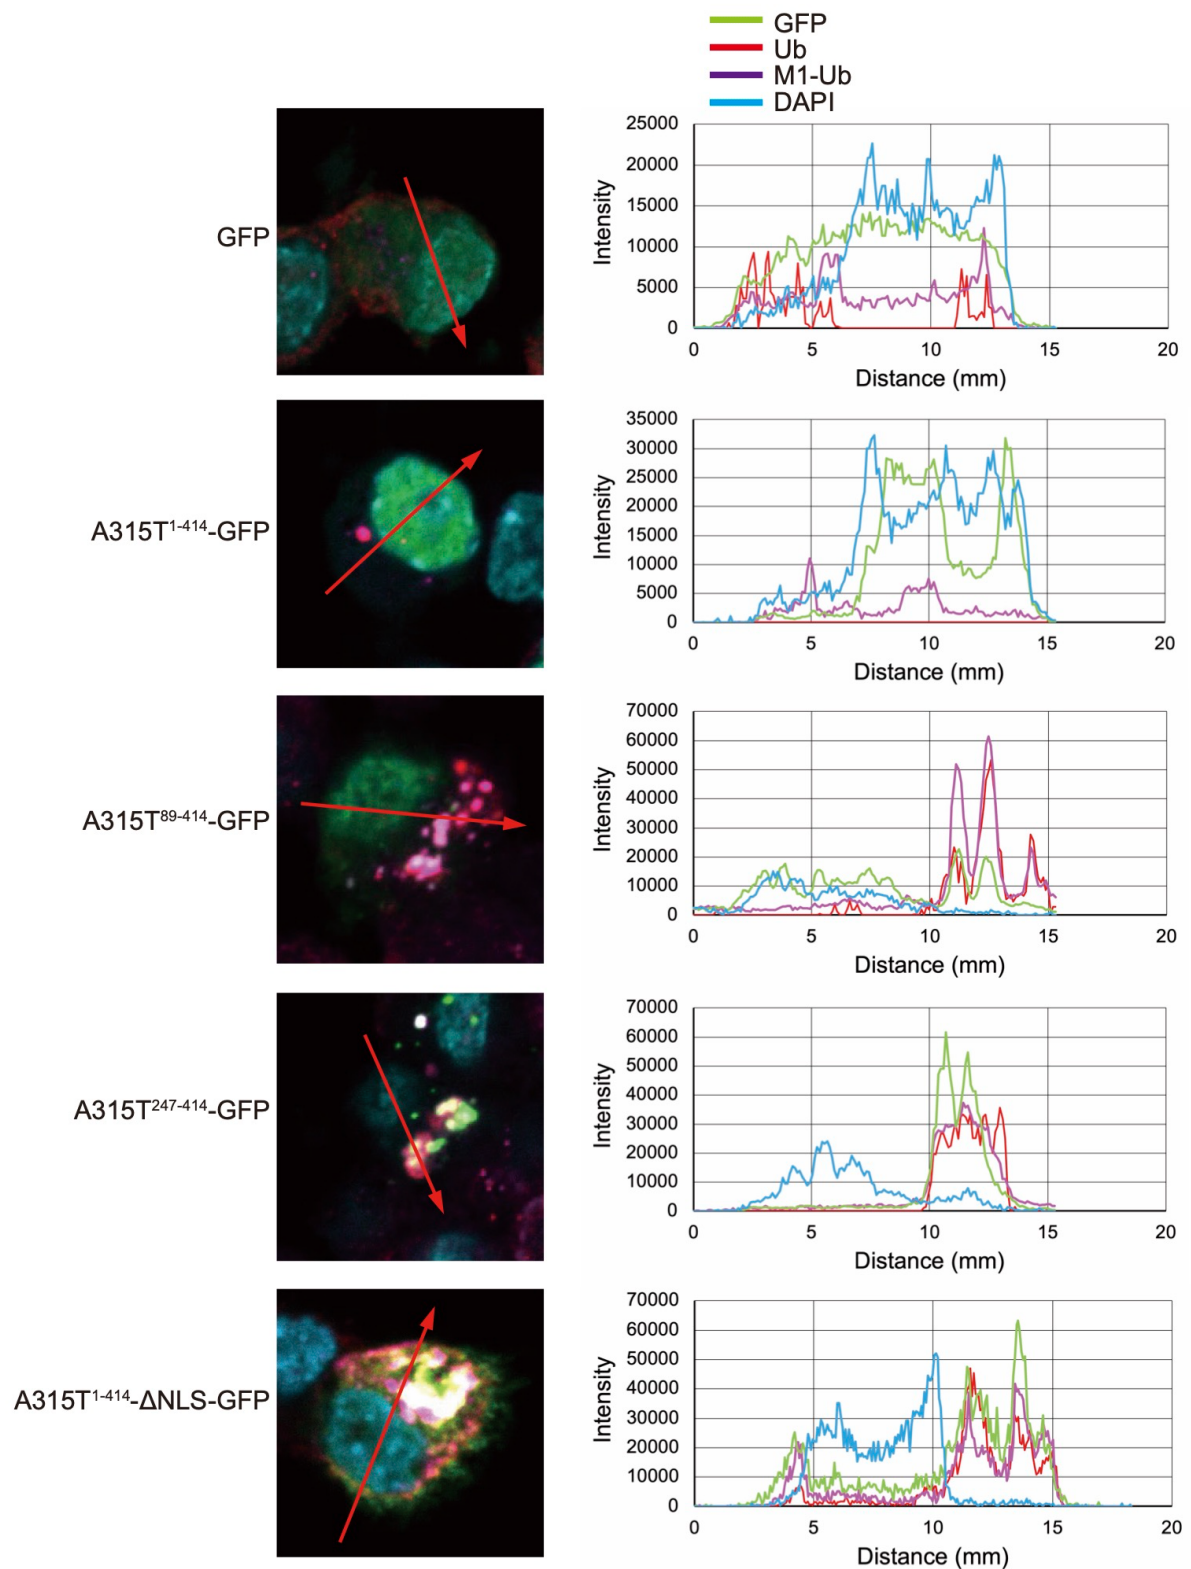 GFP
Ub
M1-Ub
DAPI
GFP
25000
20000
15000
10000
5000
0
Intensity
0 5 10 15 20
Distance (mm)
A315T¹⁻⁴¹⁴-GFP
35000
30000
25000
20000
15000
10000
5000
0
Intensity
0 5 10 15 20
Distance (mm)
A315T⁸⁹⁻⁴¹⁴-GFP
70000
60000
50000
40000
30000
20000
10000
0
Intensity
0 5 10 15 20
Distance (mm)
A315T²⁴⁷⁻⁴¹⁴-GFP
70000
60000
50000
40000
30000
20000
10000
0
Intensity
0 5 10 15 20
Distance (mm)
A315T¹⁻⁴¹⁴-ΔNLS-GFP
70000
60000
50000
40000
30000
20000
10000
0
Intensity
0 5 10 15 20
Distance (mm)